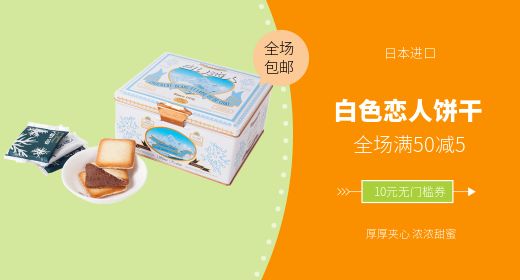 全场
包邮
日本进口
白色恋人饼干
全场满50减5
10元无门槛券
厚厚夹心 浓浓甜蜜